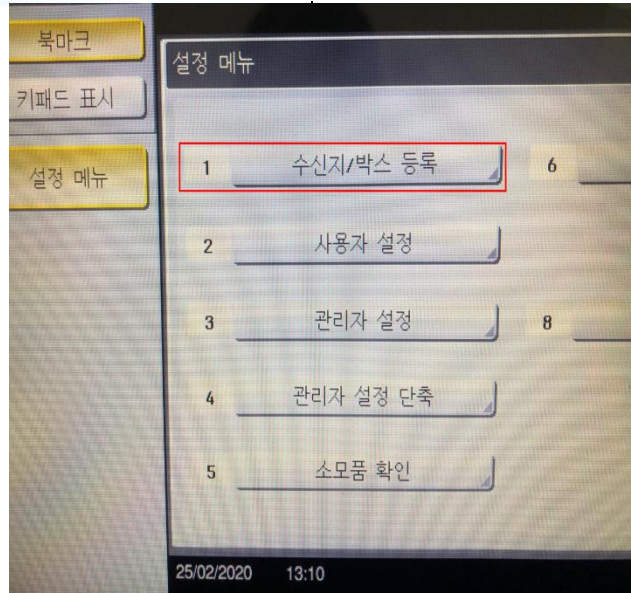 북마크
키패드 표시
설정 메뉴
설정 메뉴
1 수신지/박스 등록
6
2 사용자 설정
3 관리자 설정
8
4 관리자 설정 단축
5 소모품 확인
25/02/2020 13:10